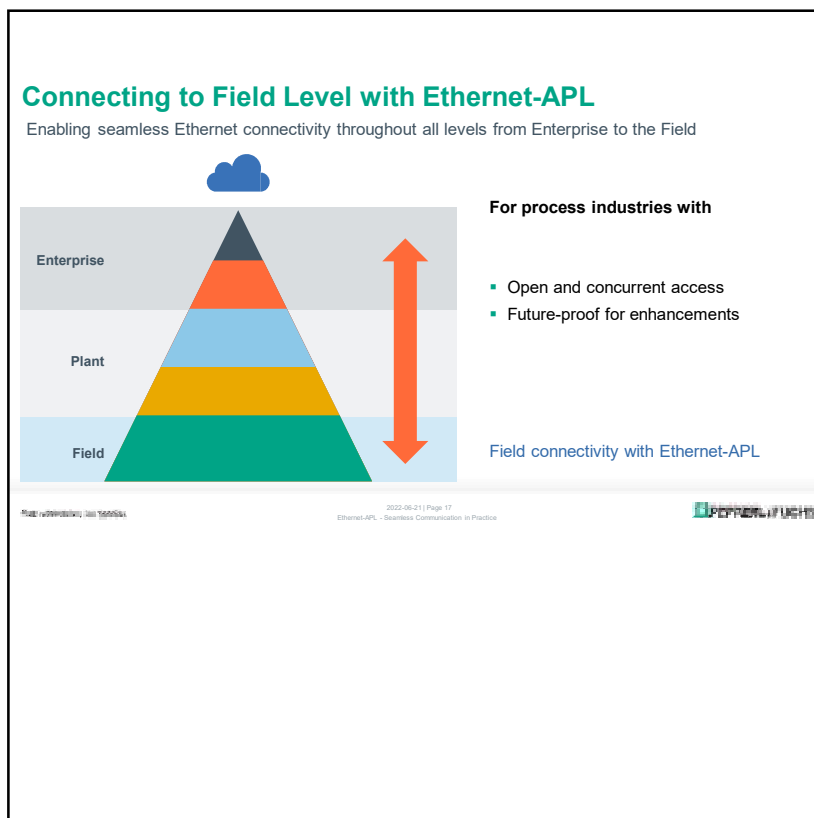 Connecting to Field Level with Ethernet-APL
Enabling seamless Ethernet connectivity throughout all levels from Enterprise to the Field
Enterprise
Plant
Field
For process industries with
Open and concurrent access
Future-proof for enhancements
Field connectivity with Ethernet-APL
2022-06-21 | Page 17
Ethernet-APL - Seamless Communication in Practice